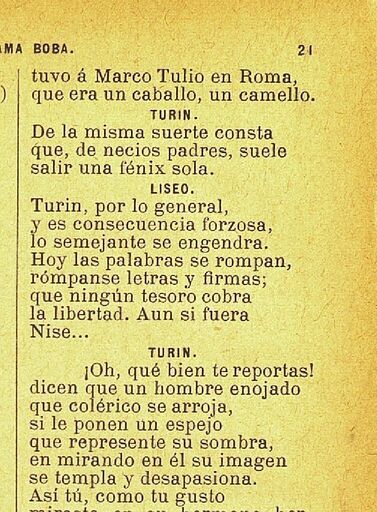 AMA BOBA. 21
tuvo á Marco Tulio en Roma,
) que era un caballo, un camello.
TURIN.
De la misma suerte consta
que, de necios padres, suele
salir una fénix sola.
LISEO.
Turin, por lo general,
y es consecuencia forzosa,
lo semejante se engendra.
Hoy las palabras se rompan,
rómpanse letras y firmas;
que ningún tesoro cobra
la libertad. Aun si fuera
Nise...
TURIN.
¡Oh, qué bien te reportas!
dicen que un hombre enojado
que colérico se arroja,
si le ponen un espejo
que represente su sombra,
en mirando en él su imagen
se templa y desapasiona.
Así tú, como tu gusto